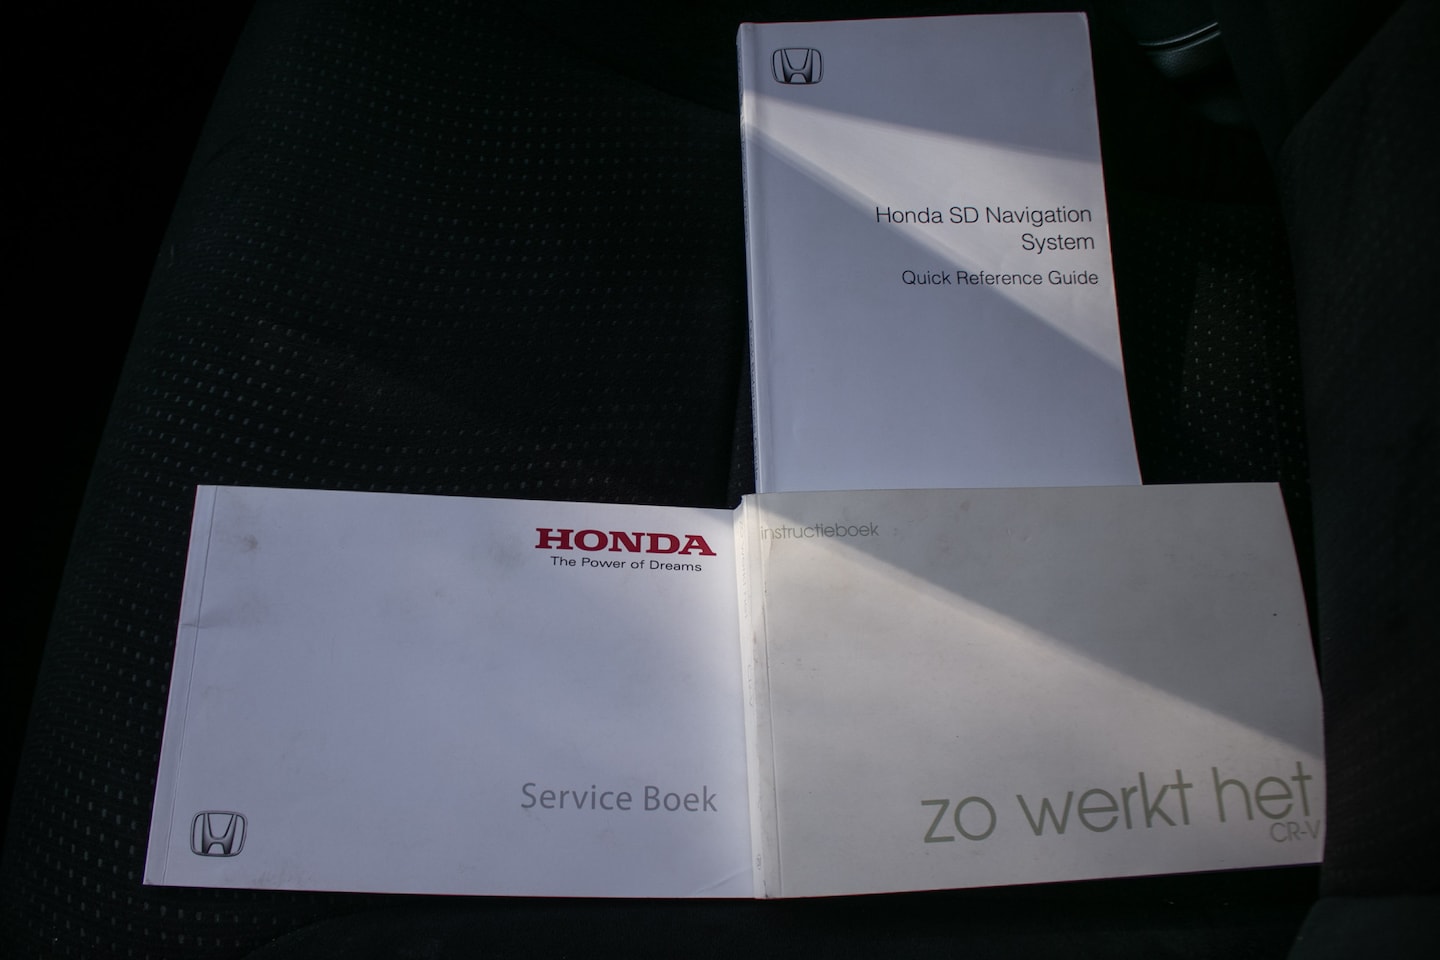 Honda SD Navigation
System
Quick Reference Guide
HONDA
The Power of Dreams
Service Boek
instructieboek
zo werkt het
CR-V